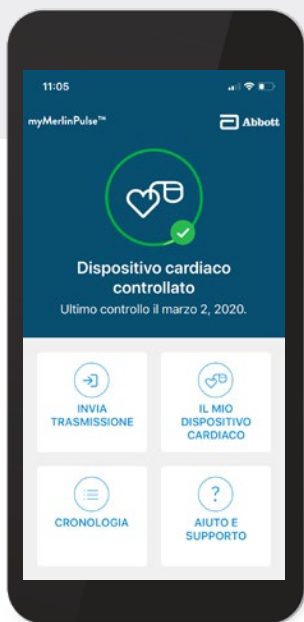 11:05
myMerlinPulse™
Abbott
Dispositivo cardiaco
controllato
Ultimo controllo il marzo 2, 2020.
INVIA
TRASMISSIONE
IL MIO
DISPOSITIVO
CARDIACO
CRONOLOGIA
?
AIUTO E
SUPPORTO